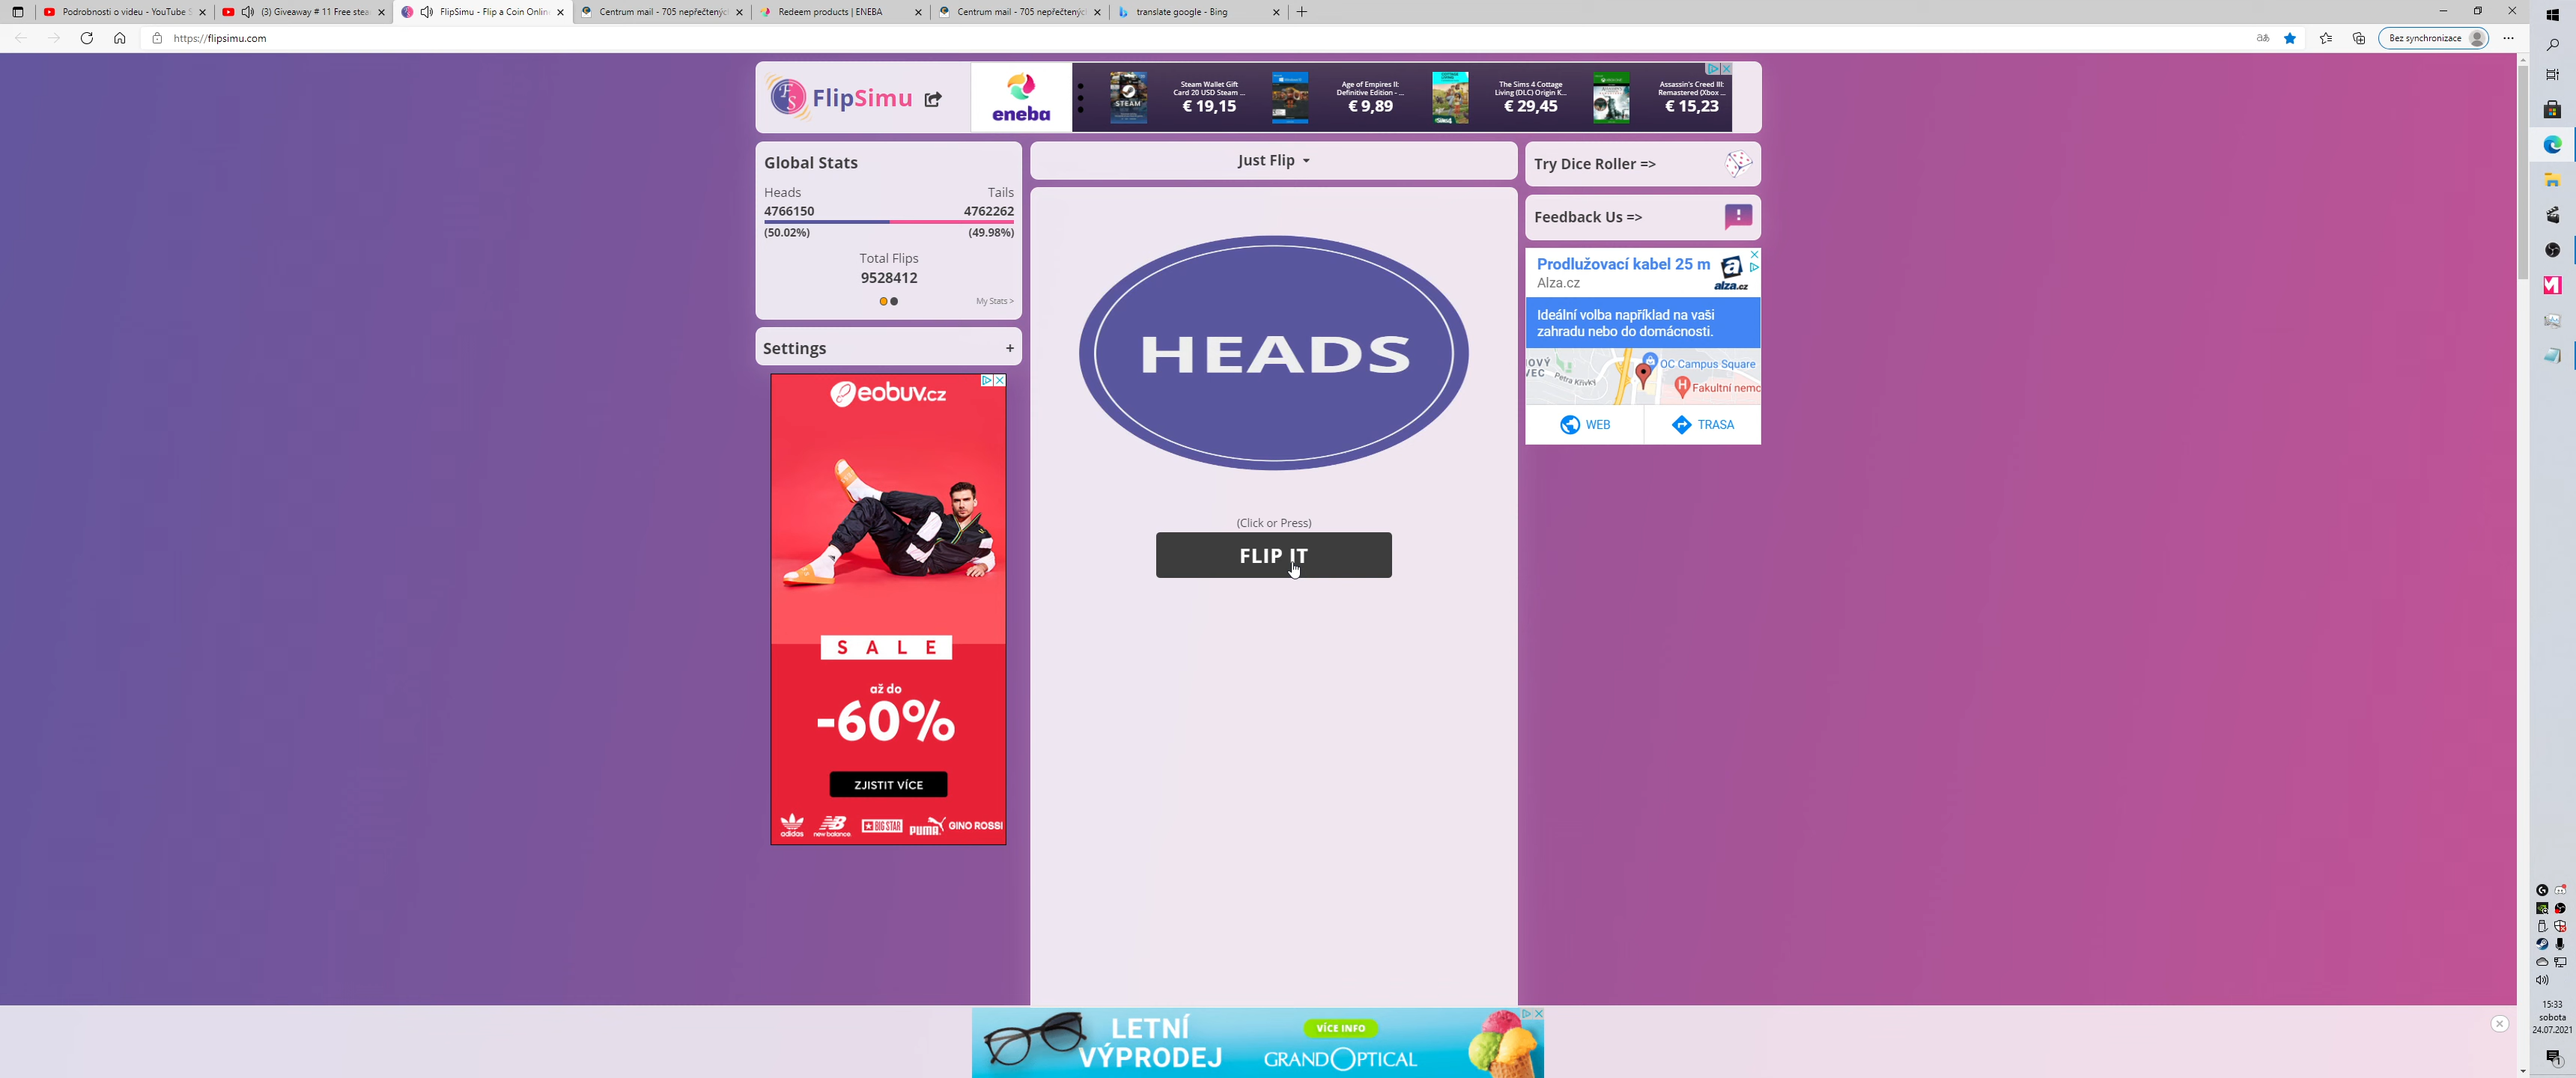 Podrobnosti o videu - YouTube
(3) Giveaway # 11 Free stea
FlipSimu - Flip a Coin Onlin
Centrum mail - 705 nepřečtenýc
Redeem products | ENEBA
Centrum mail - 705 nepřečtenýc
translate google - Bing
https://flipsimu.com
Bez synchronizace
FlipSimu
eneba
STEAM
Steam Wallet Gift
Card 20 USD Steam ...
€ 19,15
Age of Empires II:
Definitive Edition - ...
€ 9,89
The Sims 4 Cottage
Living (DLC) Origin K...
€ 29,45
Assassin's Creed III:
Remastered (Xbox ...
€ 15,23
Global Stats
Heads Tails
4766150 4762262
(50.02%) (49.98%)
Total Flips
9528412
My Stats >
Settings +
eobuv.cz
SALE
až do
-60%
ZJISTIT VÍCE
adidas new balance BIG STAR PUMA GINO ROSSI
Just Flip
HEADS
(Click or Press)
FLIP IT
Try Dice Roller =>
Feedback Us =>
Prodlužovací kabel 25 m
Alza.cz
alza.cz
Ideální volba například na vaši
zahradu nebo do domácnosti.
OC Campus Square
Petra Křivky
Fakultní nemc
WEB TRASA
LETNÍ
VÝPRODEJ
VÍCE INFO
GRANDOPTICAL
15:33
sobota
24.07.2021
1